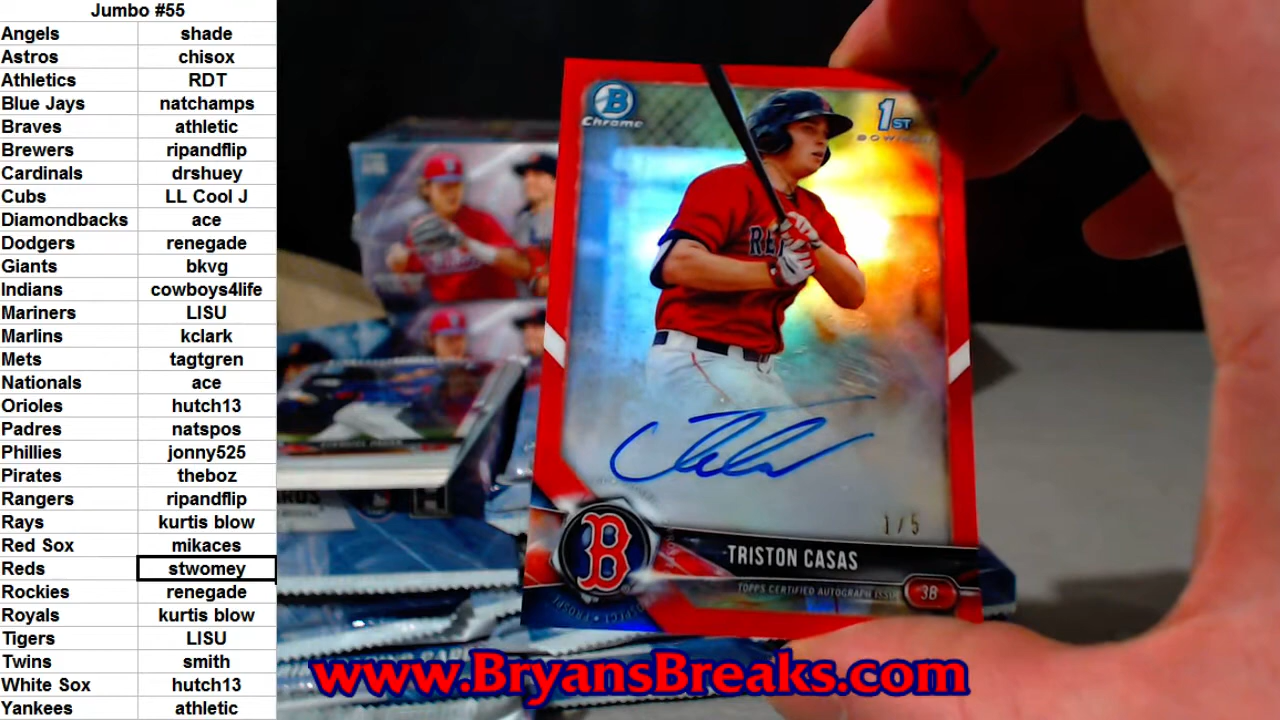 Jumbo #55
Angels shade
Astros chisox
Athletics RDT
Blue Jays natchamps
Braves athletic
Brewers ripandflip
Cardinals drshuey
Cubs LL Cool J
Diamondbacks ace
Dodgers renegade
Giants bkvg
Indians cowboys4life
Mariners LISU
Marlins kclark
Mets tagtgren
Nationals ace
Orioles hutch13
Padres natspos
Phillies jonny525
Pirates theboz
Rangers ripandflip
Rays kurtis blow
Red Sox mikaces
Reds stwomey
Rockies renegade
Royals kurtis blow
Tigers LISU
Twins smith
White Sox hutch13
Yankees athletic
B
Chrome
1ST
BOWMAN
RE
1/5
B
TRISTON CASAS
TOPPS CERTIFIED AUTOGRAPH ISSUE
3B
www.BryansBreaks.com